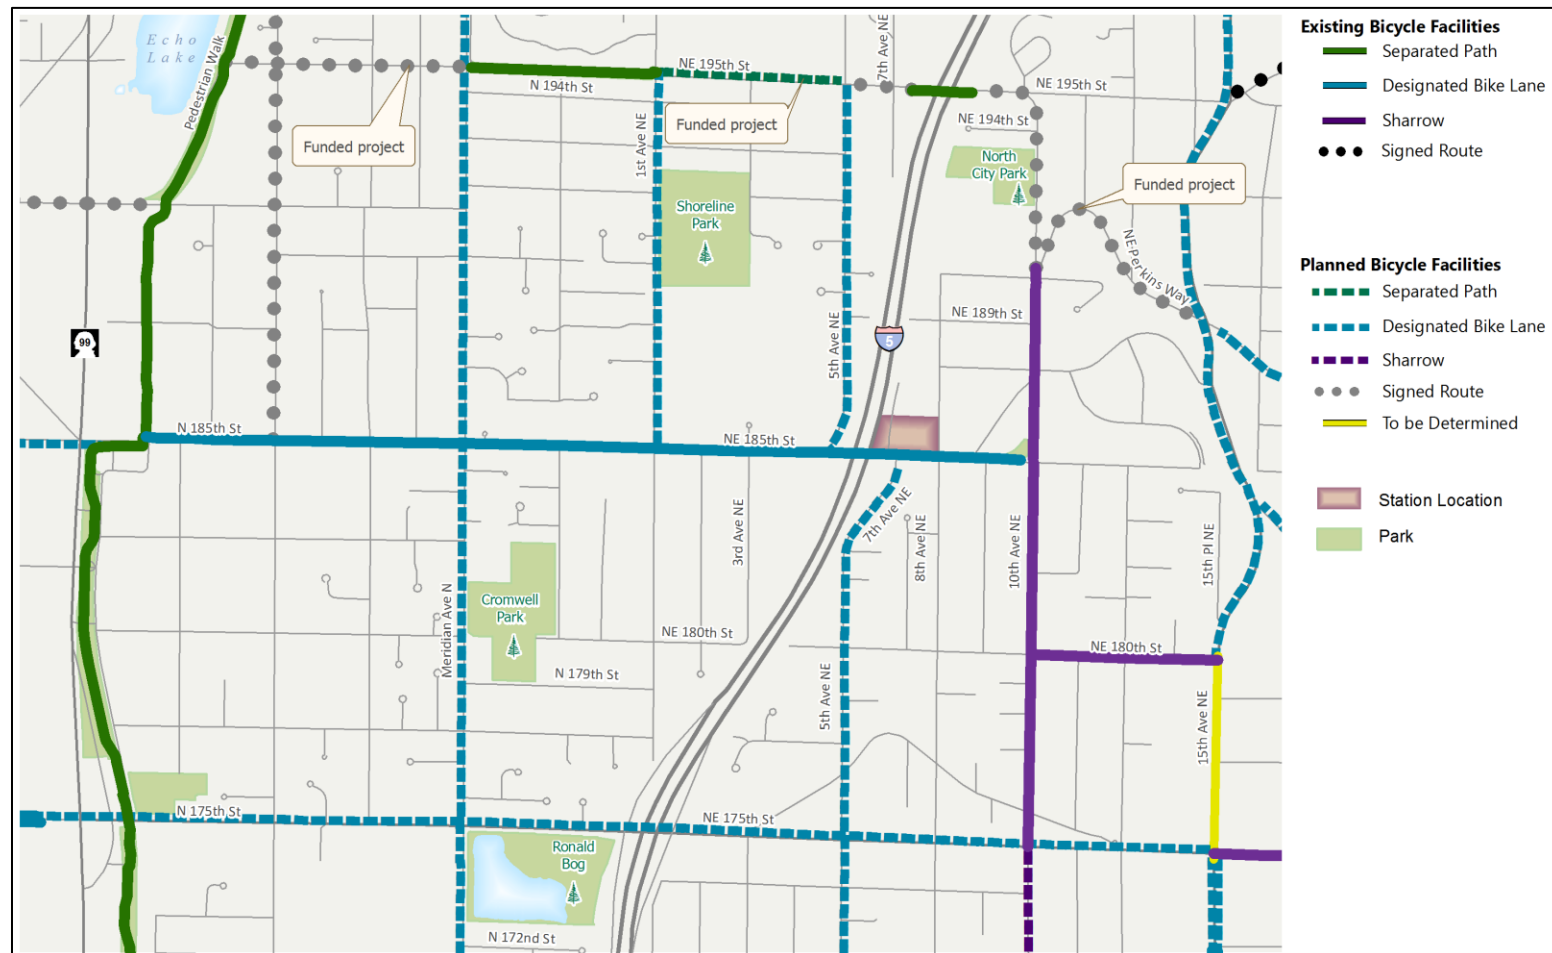 Echo
Lake
Pedestrian Walk
Funded project
N 194th St
NE 195th St
Funded project
1st Ave NE
Shoreline
Park
7th Ave NE
NE 195th St
NE 194th St
North
City Park
Funded project
NE Perkins Way
NE 189th St
5
5th Ave NE
99
N 185th St
NE 185th St
3rd Ave NE
7th Ave NE
8th Ave NE
10th Ave NE
15th Pl NE
Meridian Ave N
Cromwell
Park
NE 180th St
NE 180th St
N 179th St
5th Ave NE
15th Ave NE
N 175th St
NE 175th St
Ronald
Bog
N 172nd St
Existing Bicycle Facilities
Separated Path
Designated Bike Lane
Sharrow
Signed Route
Planned Bicycle Facilities
Separated Path
Designated Bike Lane
Sharrow
Signed Route
To be Determined
Station Location
Park